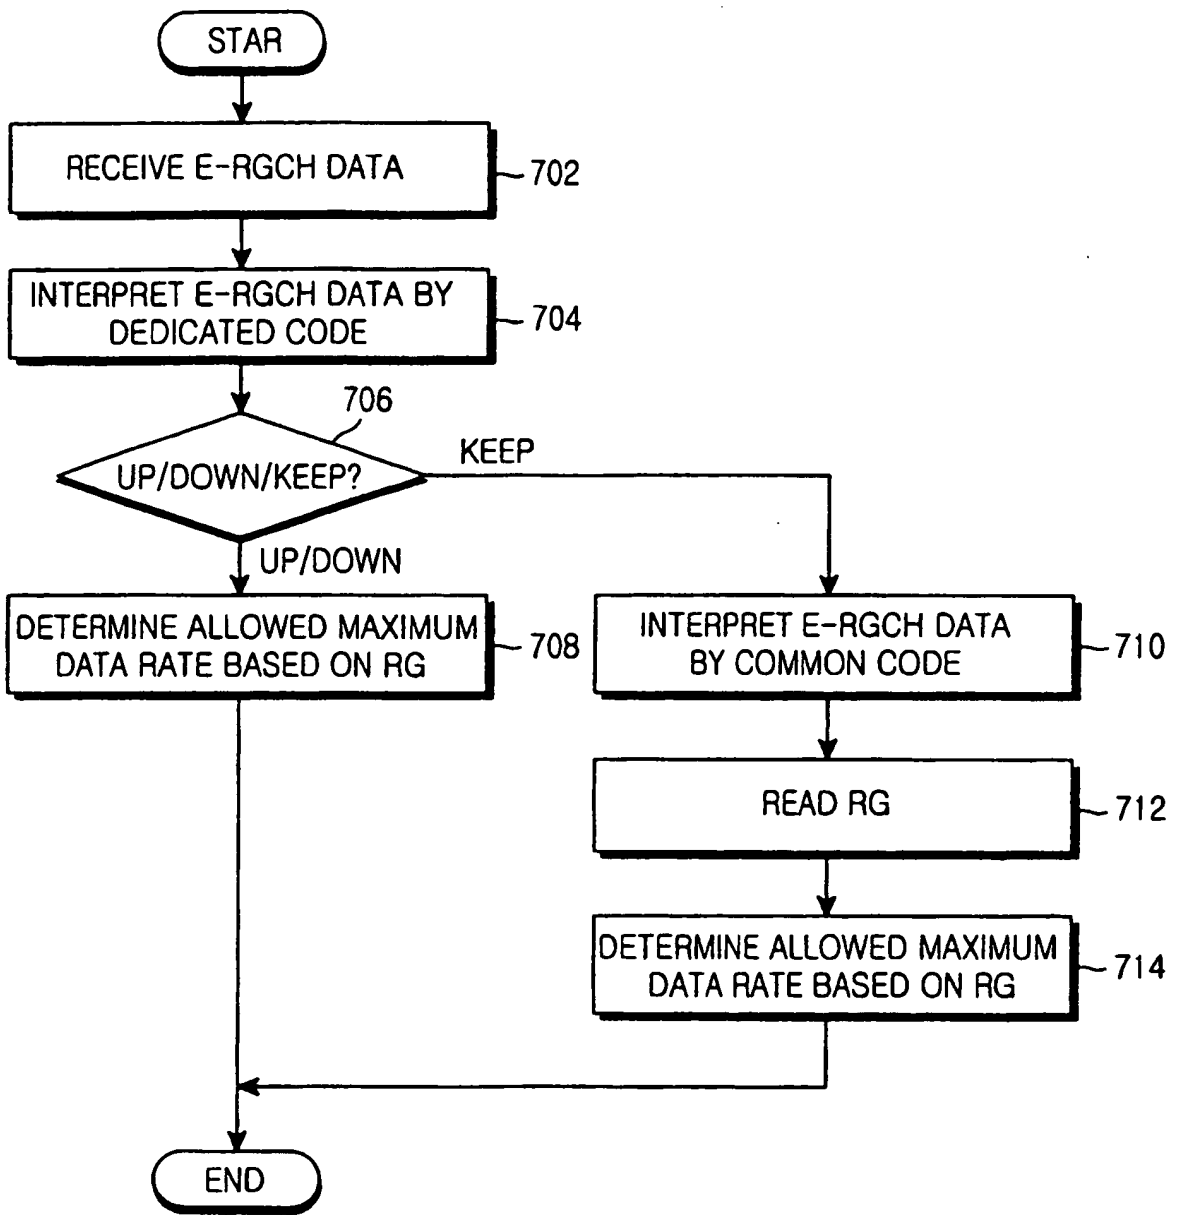 STAR
RECEIVE E-RGCH DATA
702
INTERPRET E-RGCH DATA BY
DEDICATED CODE
704
706
UP/DOWN/KEEP?
KEEP
UP/DOWN
DETERMINE ALLOWED MAXIMUM
DATA RATE BASED ON RG
708
INTERPRET E-RGCH DATA
BY COMMON CODE
710
READ RG
712
DETERMINE ALLOWED MAXIMUM
DATA RATE BASED ON RG
714
END